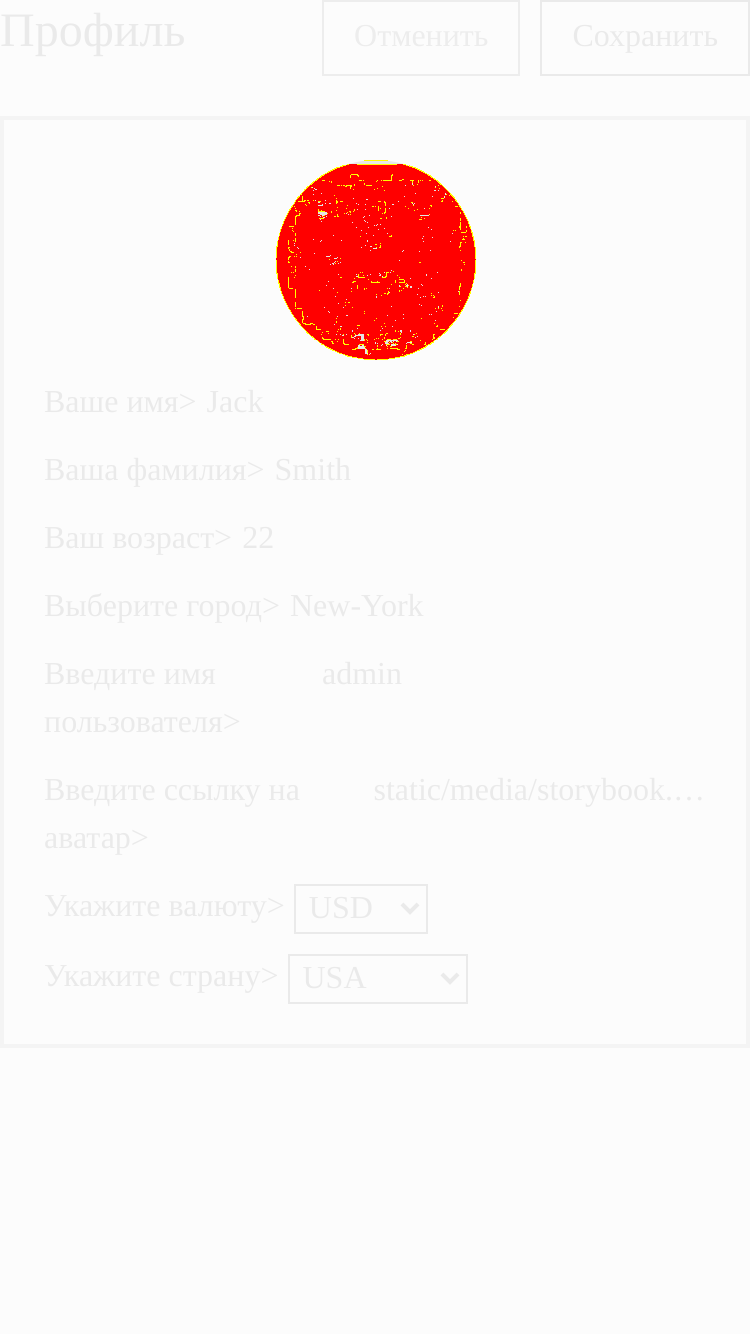 Профиль
Отменить
Сохранить
Ваше имя> Jack
Ваша фамилия> Smith
Ваш возраст> 22
Выберите город> New-York
Введите имя admin
пользователя>
Введите ссылку на static/media/storybook.…
аватар>
Укажите валюту> USD
Укажите страну> USA